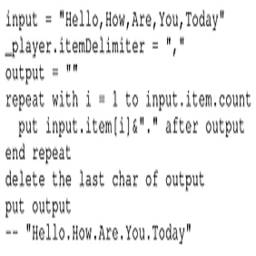 input = "Hello,How,Are,You,Today"
_player.itemDelimiter = ","
output = ""
repeat with i = 1 to input.item.count
  put input.item[i]&"." after output
end repeat
delete the last char of output
put output
-- "Hello.How.Are.You.Today"